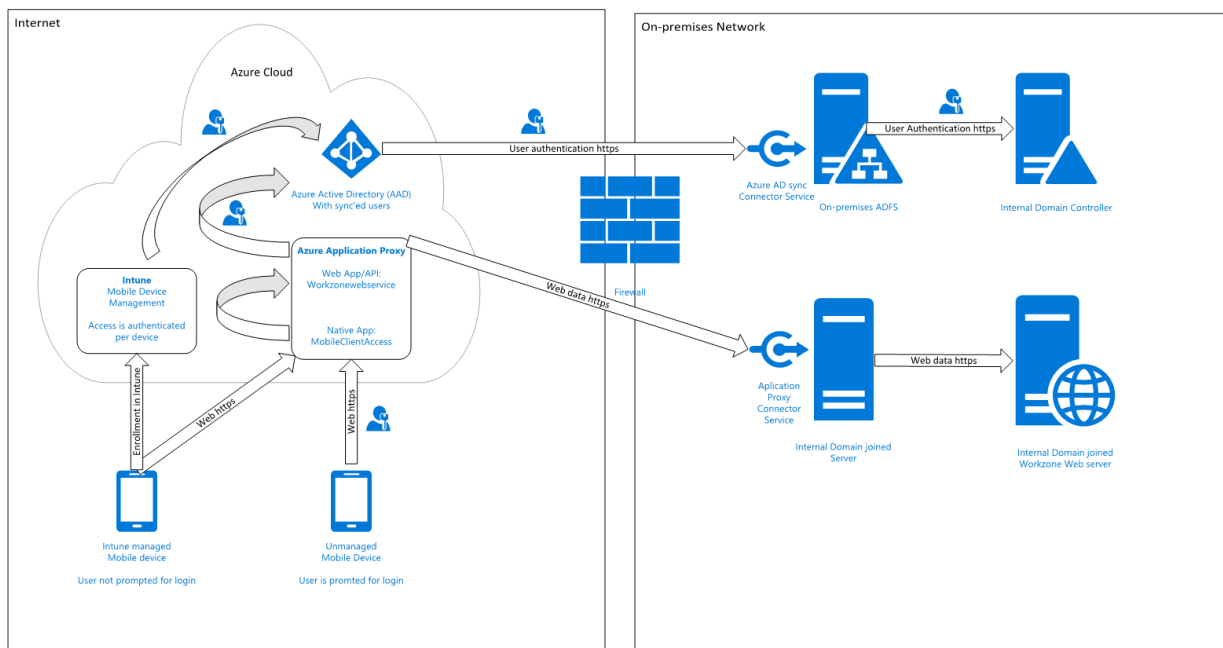 Internet
On-premises Network
Azure Cloud
User authentication https
User Authentication https
Azure Active Directory (AAD)
With sync'ed users
Azure AD sync
Connector Service
On-premises ADFS
Internal Domain Controller
Intune
Mobile Device
Management
Access is authenticated
per device
Azure Application Proxy
Web App/API:
Workzonewebservice
Native App:
MobileClientAccess
Firewall
Web data https
Web data https
Aplication
Proxy
Connector
Service
Internal Domain joined
Server
Internal Domain joined
Workzone Web server
Enrollment in Intune
Web https
Web https
Intune managed
Mobile device
User not prompted for login
Unmanaged
Mobile Device
User is promted for login